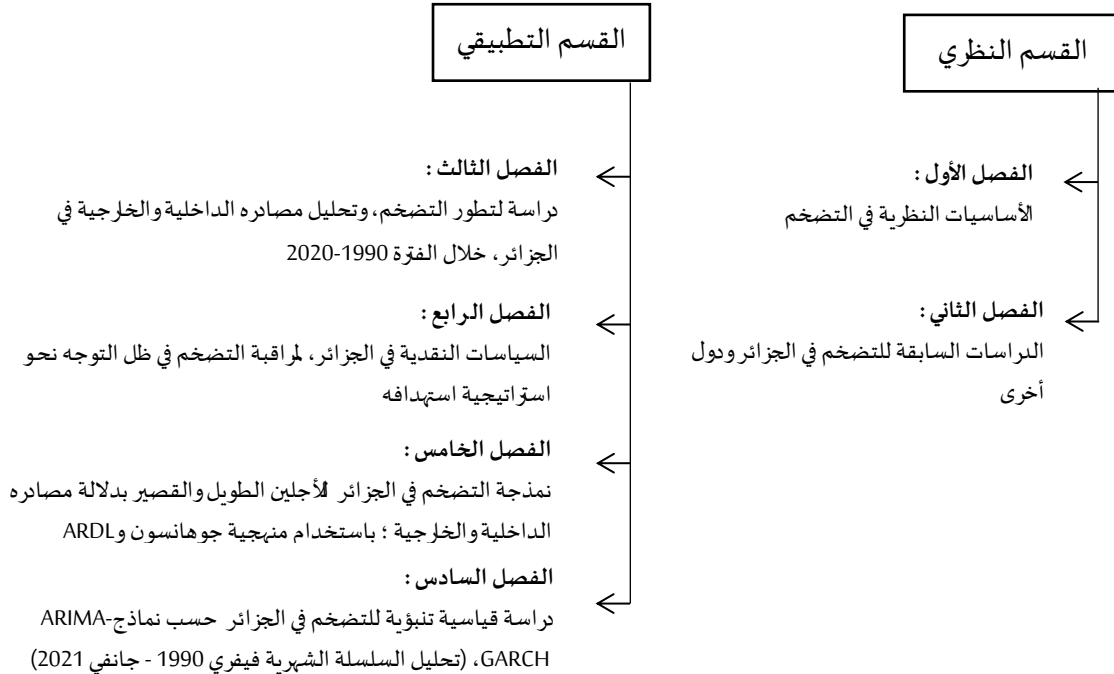 القسم النظري
الفصل الأول :
الأساسيات النظرية في التضخم
الفصل الثاني :
الدراسات السابقة للتضخم في الجزائر ودول
أخرى
القسم التطبيقي
الفصل الثالث :
دراسة لتطور التضخم، وتحليل مصادره الداخلية والخارجية في
الجزائر، خلال الفترة 1990-2020
الفصل الرابع :
السياسات النقدية في الجزائر، لمراقبة التضخم في ظل التوجه نحو
استراتيجية استهدافه
الفصل الخامس :
نمذجة التضخم في الجزائر للأجلين الطويل والقصير بدلالة مصادره
الداخلية والخارجية ؛ باستخدام منهجية جوهانسون وARDL
الفصل السادس :
دراسة قياسية تنبؤية للتضخم في الجزائر حسب نماذج ARIMA-
GARCH، (تحليل السلسلة الشهرية فيفري 1990 - جانفي 2021)